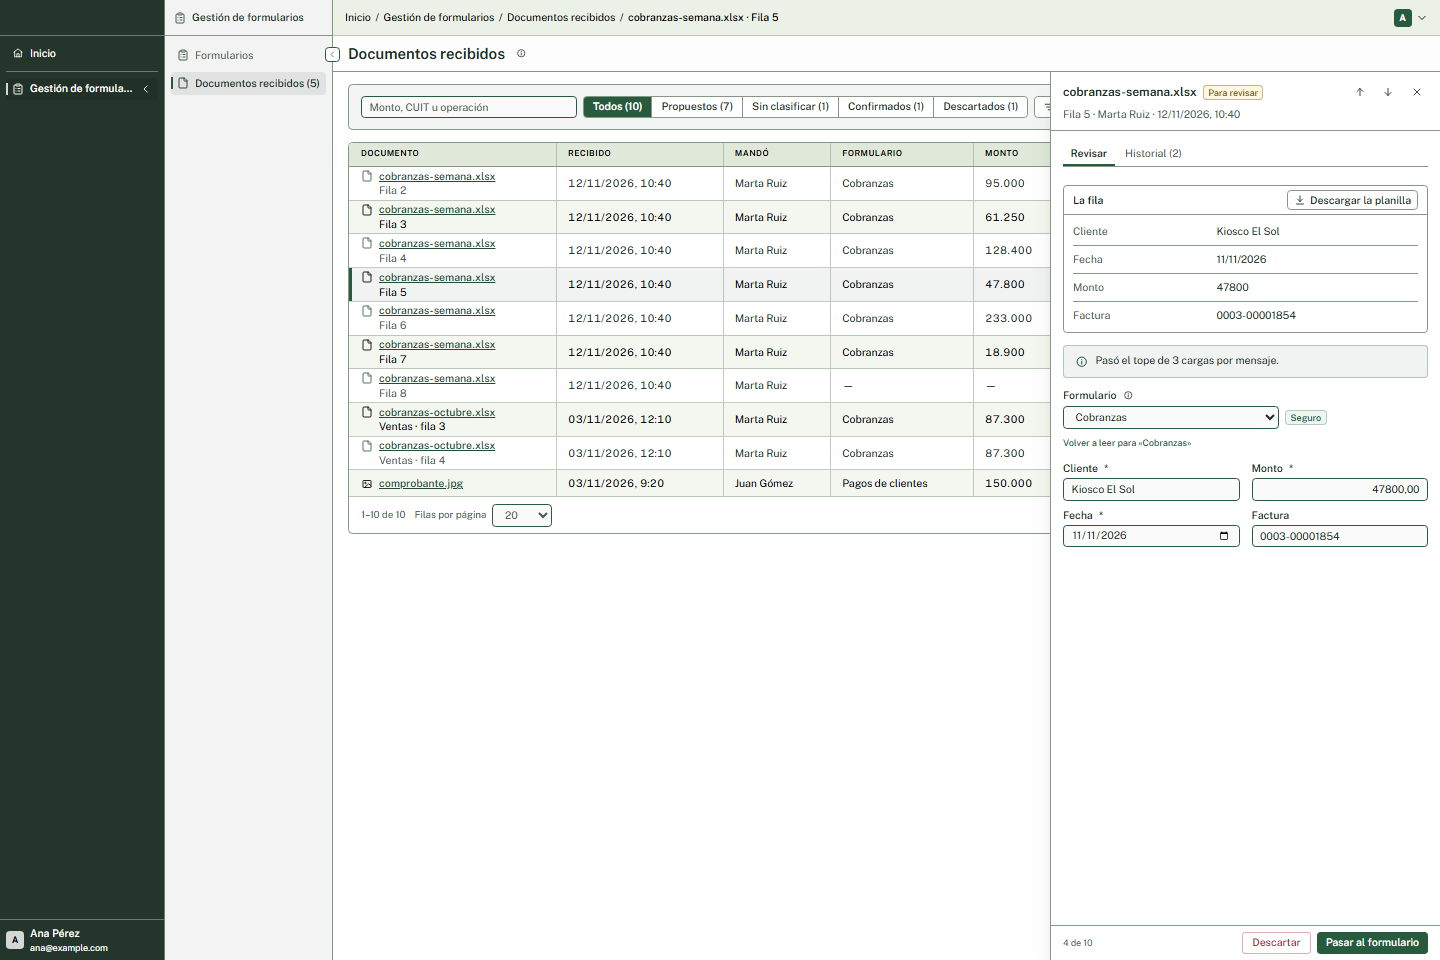 Inicio
Gestión de formula...
Ana Pérez
A
ana@example.com
Gestión de formularios
Formularios
Documentos recibidos (5)
Inicio / Gestión de formularios / Documentos recibidos / cobranzas-semana.xlsx · Fila 5
A
Documentos recibidos
Monto, CUIT u operación
Todos (10) Propuestos (7) Sin clasificar (1) Confirmados (1) Descartados (1)
DOCUMENTO RECIBIDO MANDÓ FORMULARIO MONTO
cobranzas-semana.xlsx
Fila 2
12/11/2026, 10:40 Marta Ruiz Cobranzas 95.000
cobranzas-semana.xlsx
Fila 3
12/11/2026, 10:40 Marta Ruiz Cobranzas 61.250
cobranzas-semana.xlsx
Fila 4
12/11/2026, 10:40 Marta Ruiz Cobranzas 128.400
cobranzas-semana.xlsx
Fila 5
12/11/2026, 10:40 Marta Ruiz Cobranzas 47.800
cobranzas-semana.xlsx
Fila 6
12/11/2026, 10:40 Marta Ruiz Cobranzas 233.000
cobranzas-semana.xlsx
Fila 7
12/11/2026, 10:40 Marta Ruiz Cobranzas 18.900
cobranzas-semana.xlsx
Fila 8
12/11/2026, 10:40 Marta Ruiz — —
cobranzas-octubre.xlsx
Ventas · fila 3
03/11/2026, 12:10 Marta Ruiz Cobranzas 87.300
cobranzas-octubre.xlsx
Ventas · fila 4
03/11/2026, 12:10 Marta Ruiz Cobranzas 87.300
comprobante.jpg 03/11/2026, 9:20 Juan Gómez Pagos de clientes 150.000
1–10 de 10 Filas por página 20
cobranzas-semana.xlsx Para revisar
Fila 5 · Marta Ruiz · 12/11/2026, 10:40
Revisar Historial (2)
La fila Descargar la planilla
Cliente Kiosco El Sol
Fecha 11/11/2026
Monto 47800
Factura 0003-00001854
Pasó el tope de 3 cargas por mensaje.
Formulario
Cobranzas Seguro
Volver a leer para «Cobranzas»
Cliente * Monto *
Kiosco El Sol 47800,00
Fecha * Factura
11/11/2026 0003-00001854
4 de 10 Descartar Pasar al formulario